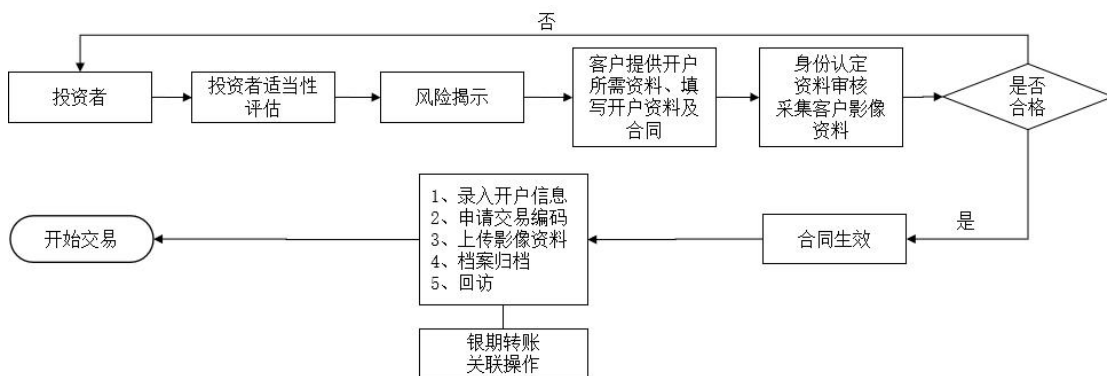 否
投资者
投资者适当性
评估
风险揭示
客户提供开户
所需资料、填
写开户资料及
合同
身份认定
资料审核
采集客户影像
资料
是否
合格
是
合同生效
1、录入开户信息
2、申请交易编码
3、上传影像资料
4、档案归档
5、回访
开始交易
银期转账
关联操作